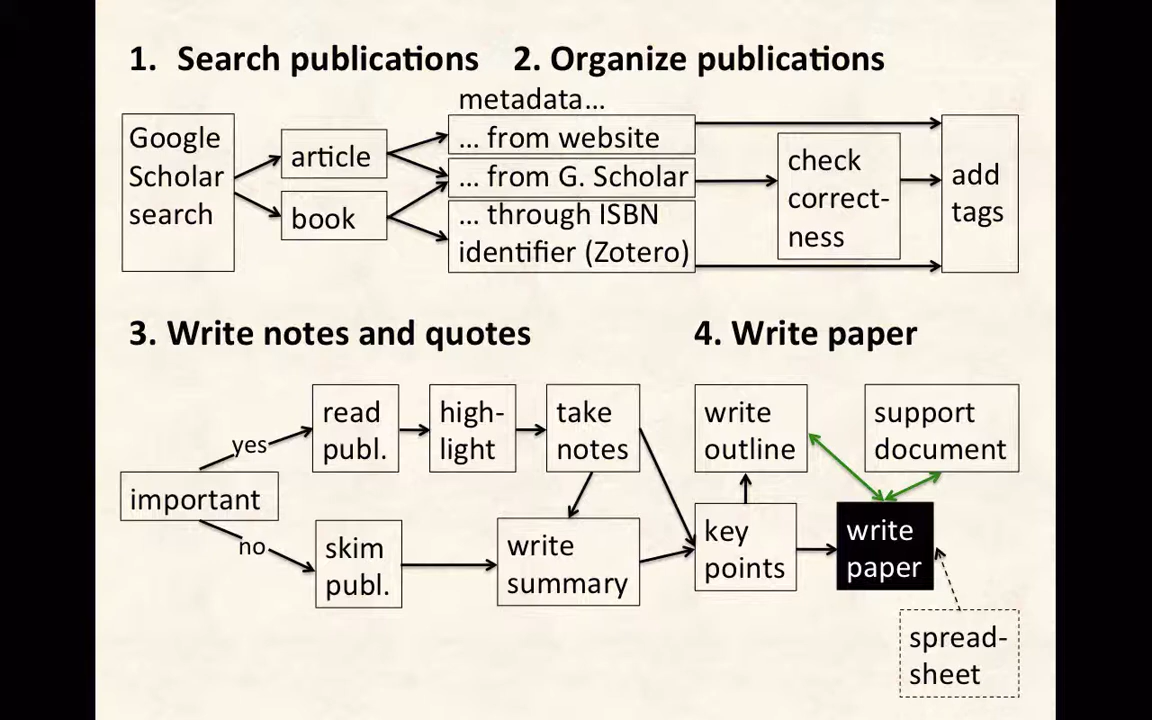 1. Search publications
2. Organize publications
Google
Scholar
search
article
book
metadata…
… from website
… from G. Scholar
… through ISBN
identifier (Zotero)
check
correct-
ness
add
tags
3. Write notes and quotes
important
yes
no
read
publ.
high-
light
take
notes
skim
publ.
write
summary
4. Write paper
write
outline
support
document
key
points
write
paper
spread-
sheet